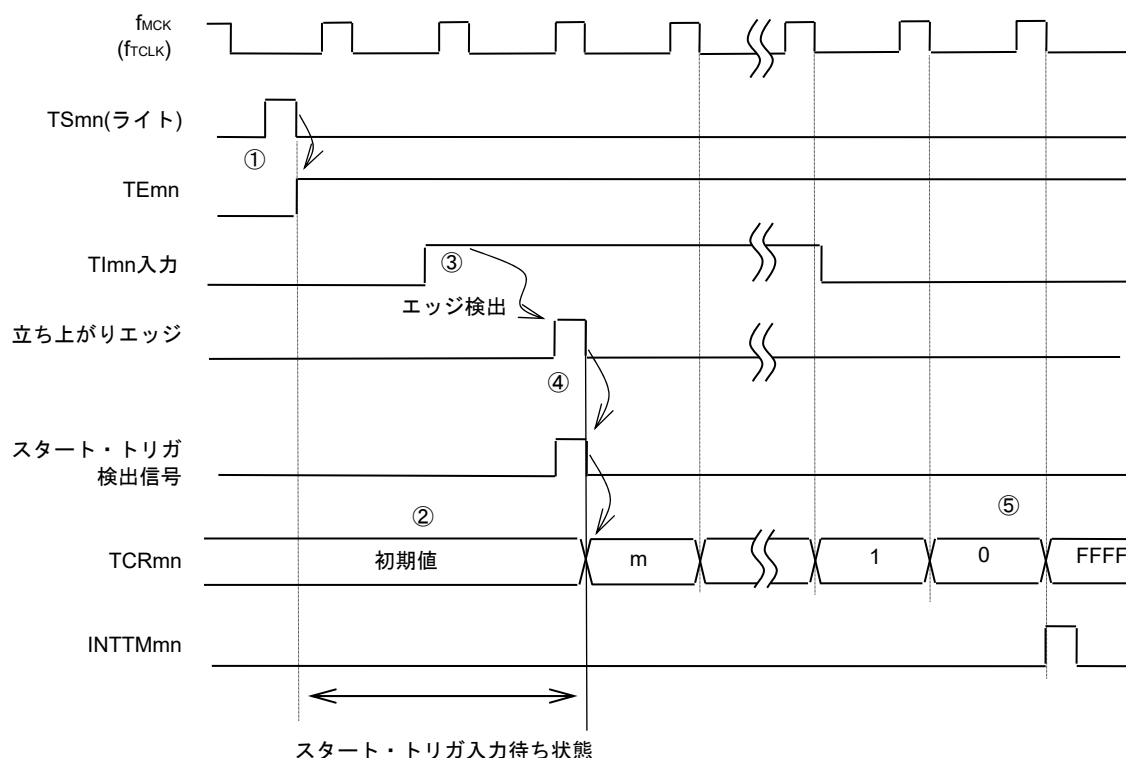 fMCK
(fTCLK)
TSmn(ライト)
①
TEmn
TImn入力
③
エッジ検出
立ち上がりエッジ
④
スタート・トリガ
検出信号
②
⑤
TCRmn
初期値
m
1
0
FFFF
INTTMmn
スタート・トリガ入力待ち状態